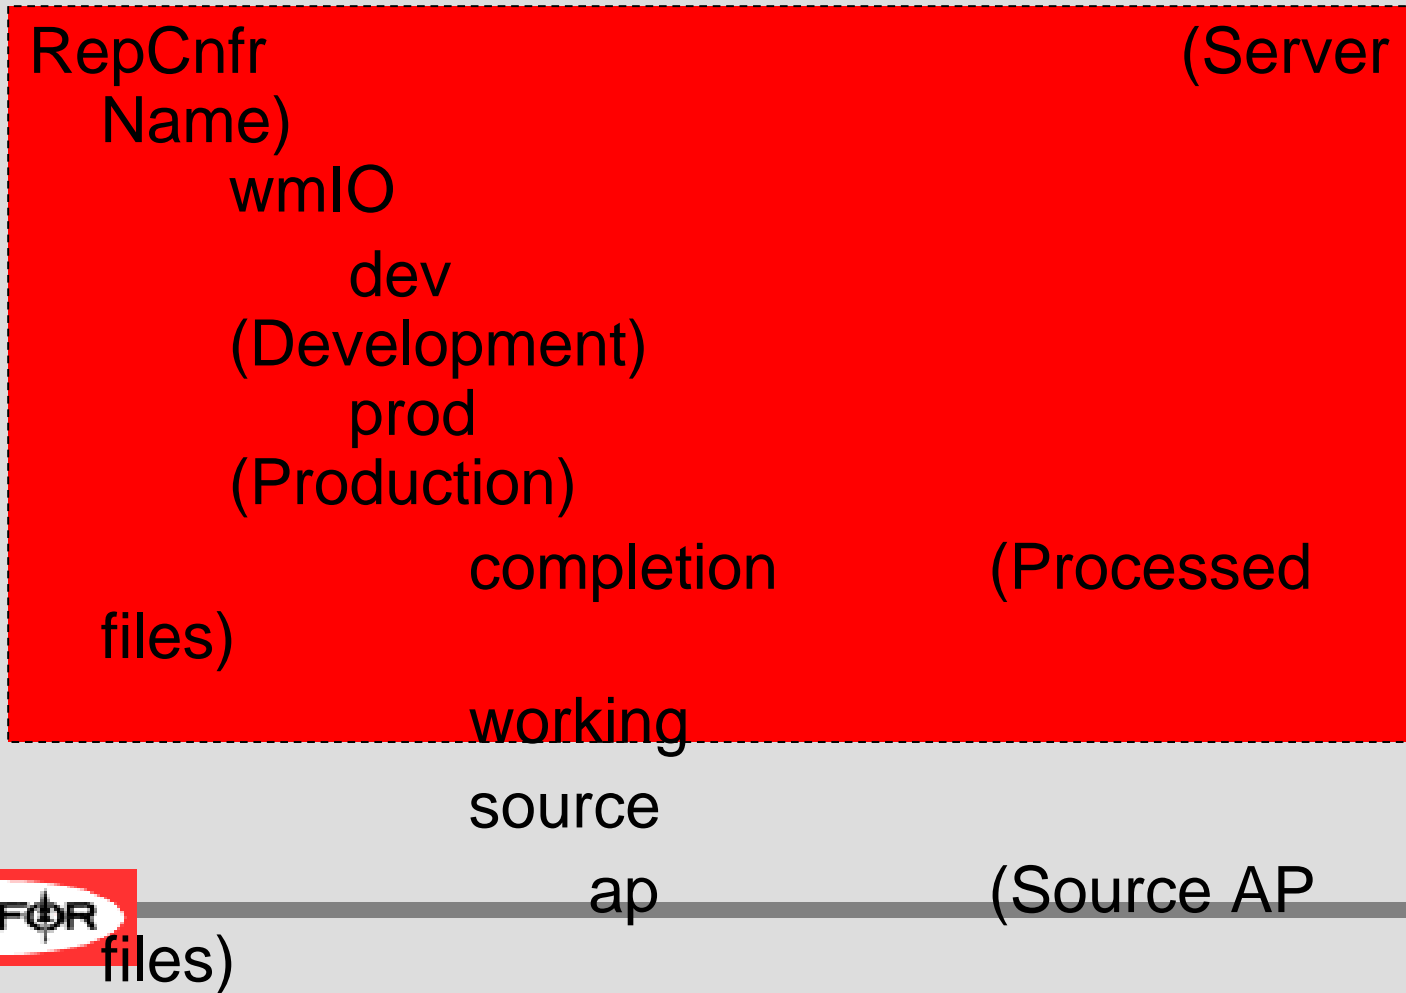 RepCnfr (Server
Name)
wmIO
dev
(Development)
prod
(Production)
completion (Processed
files)
working
source
ap (Source AP
FOR
files)